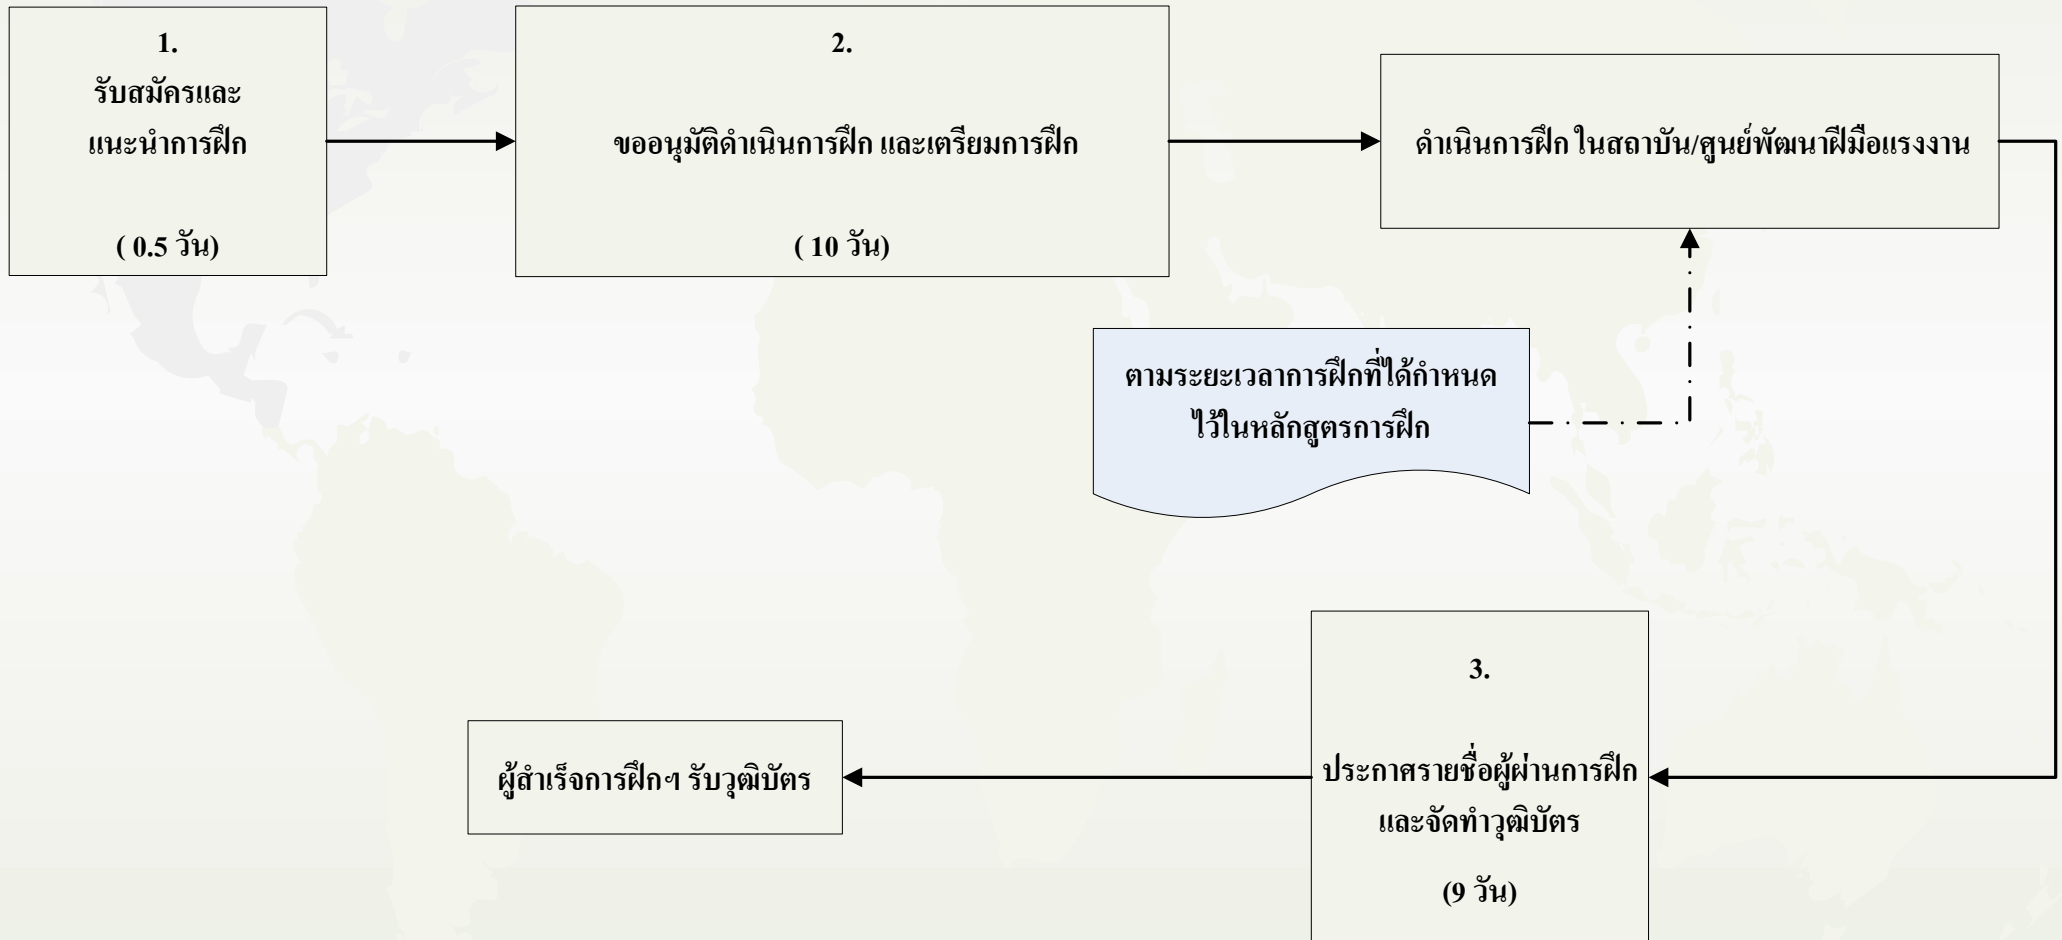 1.
รับสมัครและ
แนะนำการฝึก
( 0.5 วัน)
2.
ขออนุมัติดำเนินการฝึก และเตรียมการฝึก
( 10 วัน)
ดำเนินการฝึก ในสถาบัน/ศูนย์พัฒนาฝีมือแรงงาน
ตามระยะเวลาการฝึกที่ได้กำหนด
ไว้ในหลักสูตรการฝึก
3.
ประกาศรายชื่อผู้ผ่านการฝึก
และจัดทำวุฒิบัตร
(9 วัน)
ผู้สำเร็จการฝึกฯ รับวุฒิบัตร